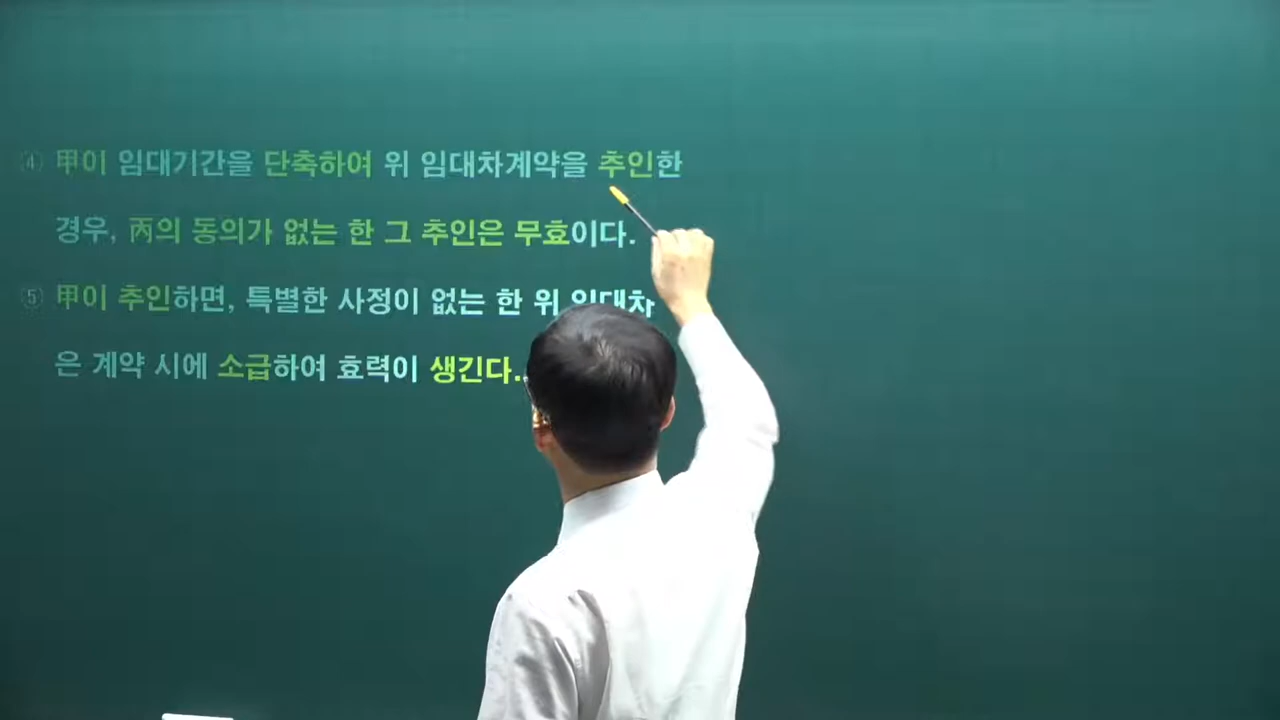 ④ 甲이 임대기간을 단축하여 위 임대차계약을 추인한
경우, 丙의 동의가 없는 한 그 추인은 무효이다.
⑤ 甲이 추인하면, 특별한 사정이 없는 한 위 임대차
은 계약 시에 소급하여 효력이 생긴다.